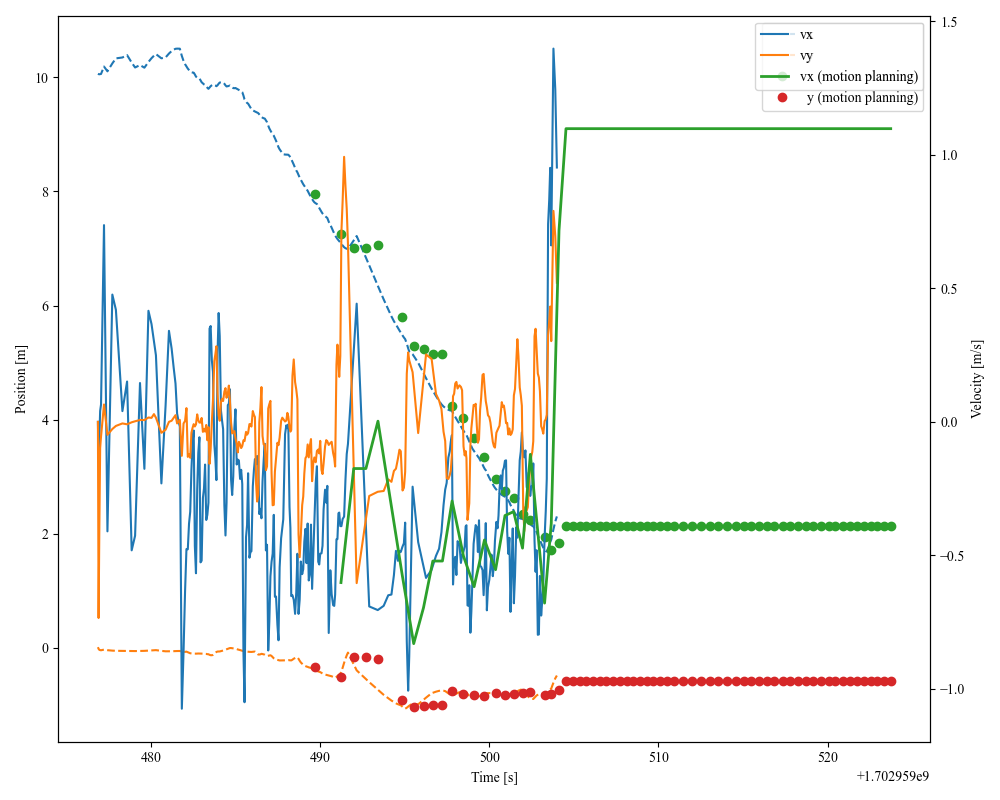 vx
vy
vx (motion planning)
y (motion planning)
10
8
6
4
2
0
Position [m]
1.5
1.0
0.5
0.0
−0.5
−1.0
Velocity [m/s]
480
490
500
510
520
Time [s]
+1.702959e9